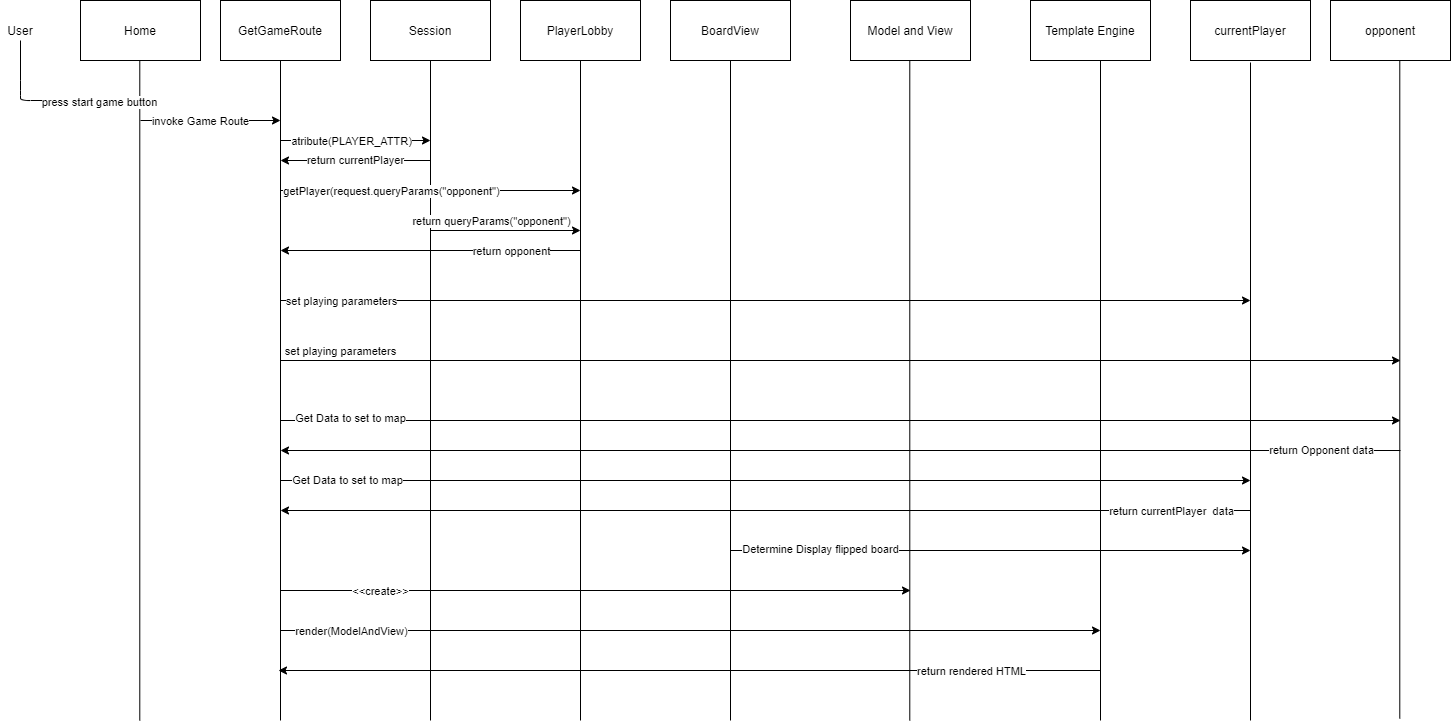 User
Home
GetGameRoute
Session
PlayerLobby
BoardView
Model and View
Template Engine
currentPlayer
opponent
press start game button
invoke Game Route
atribute(PLAYER_ATTR)
return currentPlayer
getPlayer(request.queryParams("opponent")
return queryParams("opponent")
return opponent
set playing parameters
set playing parameters
Get Data to set to map
return Opponent data
Get Data to set to map
return currentPlayer data
Determine Display flipped board
<<create>>
render(ModelAndView)
return rendered HTML